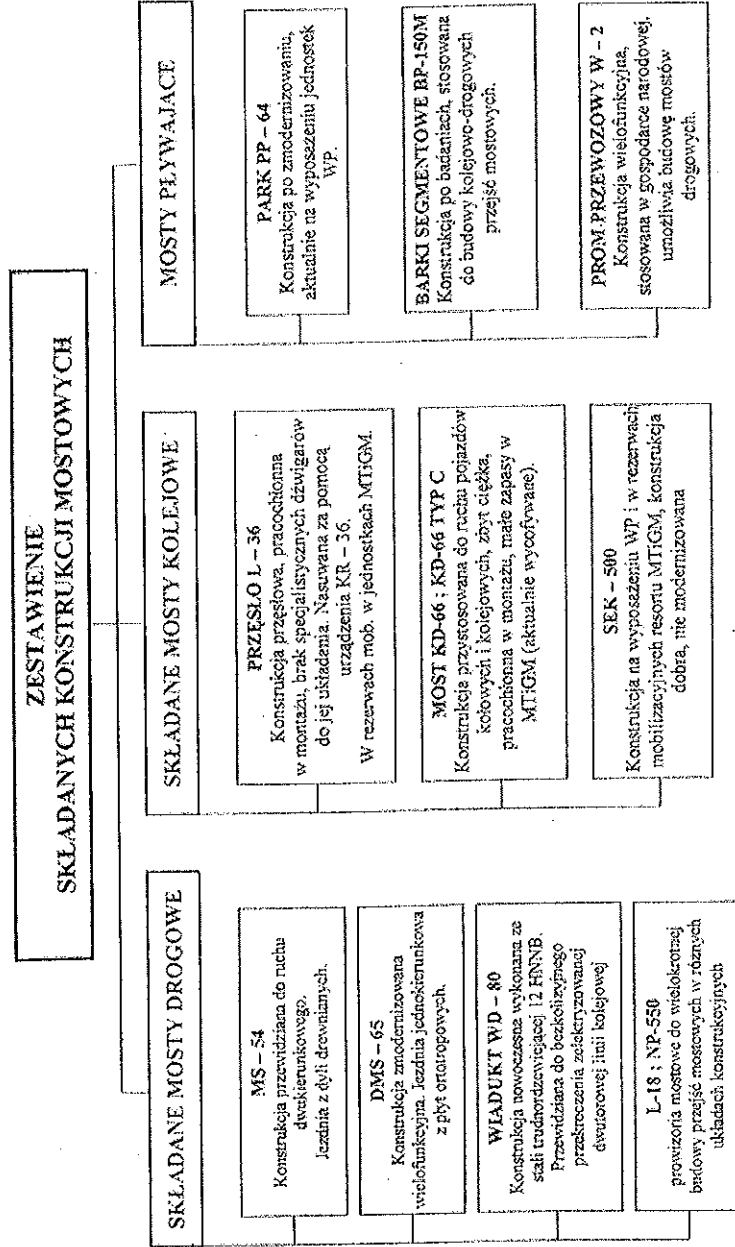 ZESTAWIENIE
SKŁADANYCH KONSTRUKCJI MOSTOWYCH
SKŁADANE MOSTY DROGOWE
MS – 54
Konstrukcja przewidziana do ruchu
dwukierunkowego.
Jezdnia z dyli drewnianych.
DMS – 65
Konstrukcja zmodernizowana
wielofunkcyjna. Jezdnia jednokierunkowa
z płyt ortotropowych.
WIADUKT WD – 80
Konstrukcja nowoczesna wykonana ze
stali trudnordzewiejącej 12 HNNB.
Przewidziana do bezkolizyjnego
przekroczenia zelektryzowanej
dwutorowej linii kolejowej
L-18 ; NP-550
prowizoria mostowe do wielokrotnej
budowy przejść mostowych w różnych
układach konstrukcyjnych
SKŁADANE MOSTY KOLEJOWE
PRZĘSŁO L – 36
Konstrukcja przęsłowa, pracochłonna
w montażu, brak specjalistycznych dźwigarów
do jej układania. Nasuwana za pomocą
urządzenia KR – 36.
W rezerwach mob. w jednostkach MTiGM.
MOST KD-66 ; KD-66 TYP C
Konstrukcja przystosowana do ruchu pojazdów
kołowych i kolejowych, zbyt ciężka,
pracochłonna w montażu, małe zapasy w
MTiGM (aktualnie wycofywane).
SEK – 500
Konstrukcja na wyposażeniu WP i w rezerwach
mobilizacyjnych resortu MTiGM, konstrukcja
dobra, nie modernizowana
MOSTY PŁYWAJĄCE
PARK PP – 64
Konstrukcja po zmodernizowaniu,
aktualnie na wyposażeniu jednostek
WP.
BARKI SEGMENTOWE BP-150M
Konstrukcja po badaniach, stosowana
do budowy kolejowo-drogowych
przejść mostowych.
PROM PRZEWOZOWY W – 2
Konstrukcja wielofunkcyjna,
stosowana w gospodarce narodowej,
umożliwia budowę mostów
drogowych.